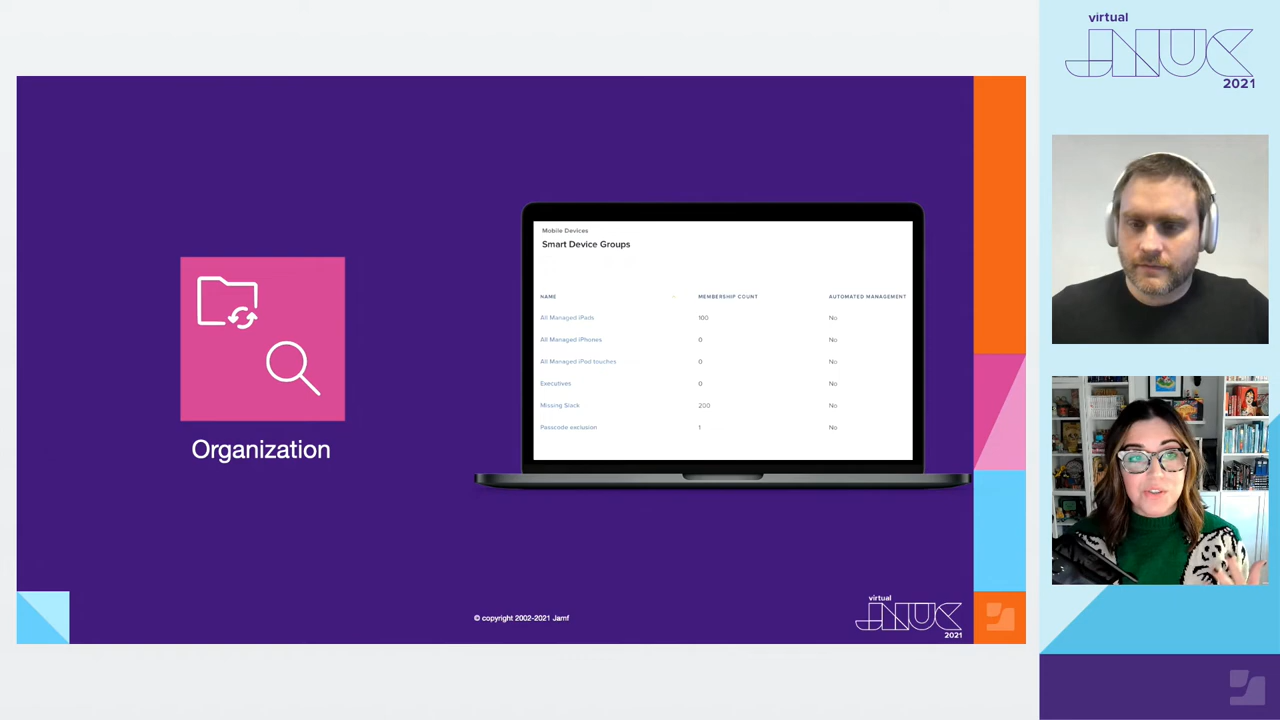 virtual
JNUC
2021
Mobile Devices
Smart Device Groups
NAME MEMBERSHIP COUNT AUTOMATED MANAGEMENT
All Managed iPads 100 No
All Managed iPhones 0 No
All Managed iPod touches 0 No
Executives 0 No
Missing Slack 200 No
Passcode exclusion 1 No
Organization
© copyright 2002-2021 Jamf
virtual
JNUC
2021